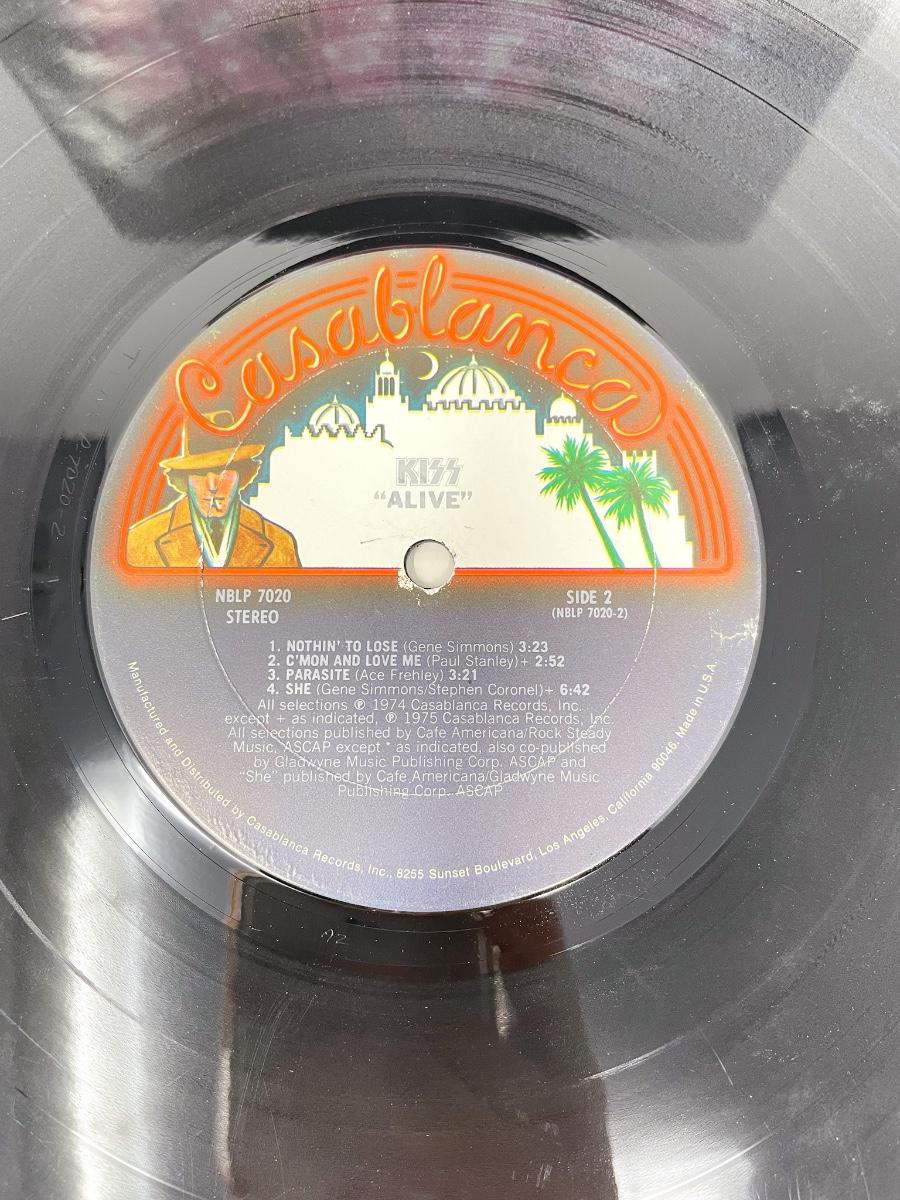 Casablanca
KISS
"ALIVE"
NBLP 7020
STEREO
SIDE 2
(NBLP 7020-2)
1. NOTHIN' TO LOSE (Gene Simmons) 3:23
2. C'MON AND LOVE ME (Paul Stanley)+ 2:52
3. PARASITE (Ace Frehley) 3:21
4. SHE (Gene Simmons/Stephen Coronel)+ 6:42
All selections ℗ 1974 Casablanca Records, Inc.
except + as indicated, ℗ 1975 Casablanca Records, Inc.
All selections published by Cafe Americana/Rock Steady
Music, ASCAP except * as indicated, also co-published
by Gladwyne Music Publishing Corp. ASCAP and
"She" published by Cafe Americana/Gladwyne Music
Publishing Corp. ASCAP
Manufactured and Distributed by Casablanca Records, Inc., 8255 Sunset Boulevard, Los Angeles, California 90046. Made in U.S.A.